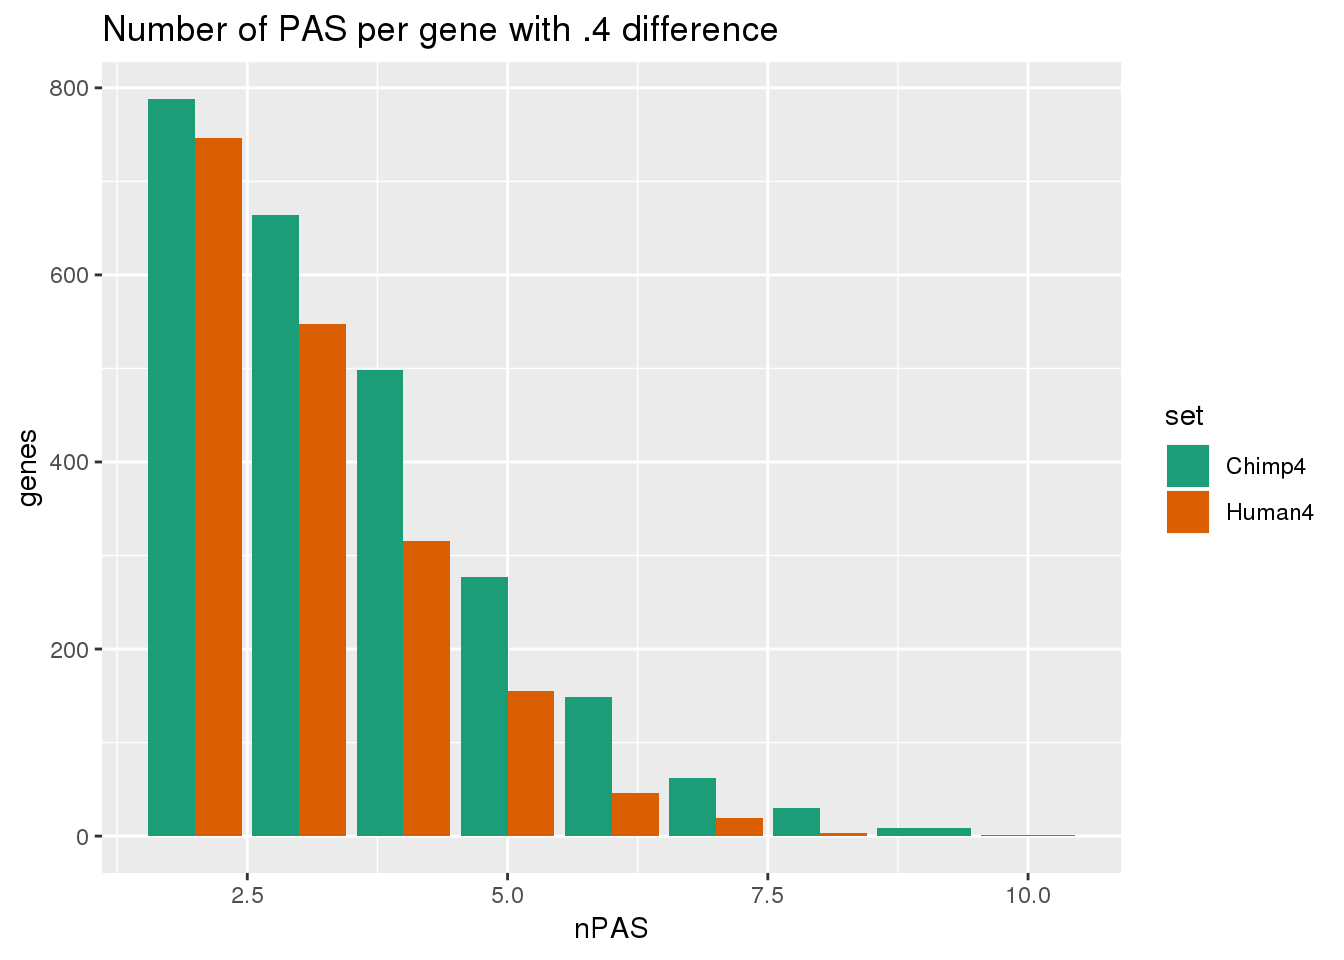 Number of PAS per gene with .4 difference
800
600
400
200
0
genes
2.5
5.0
7.5
10.0
nPAS
set
Chimp4
Human4